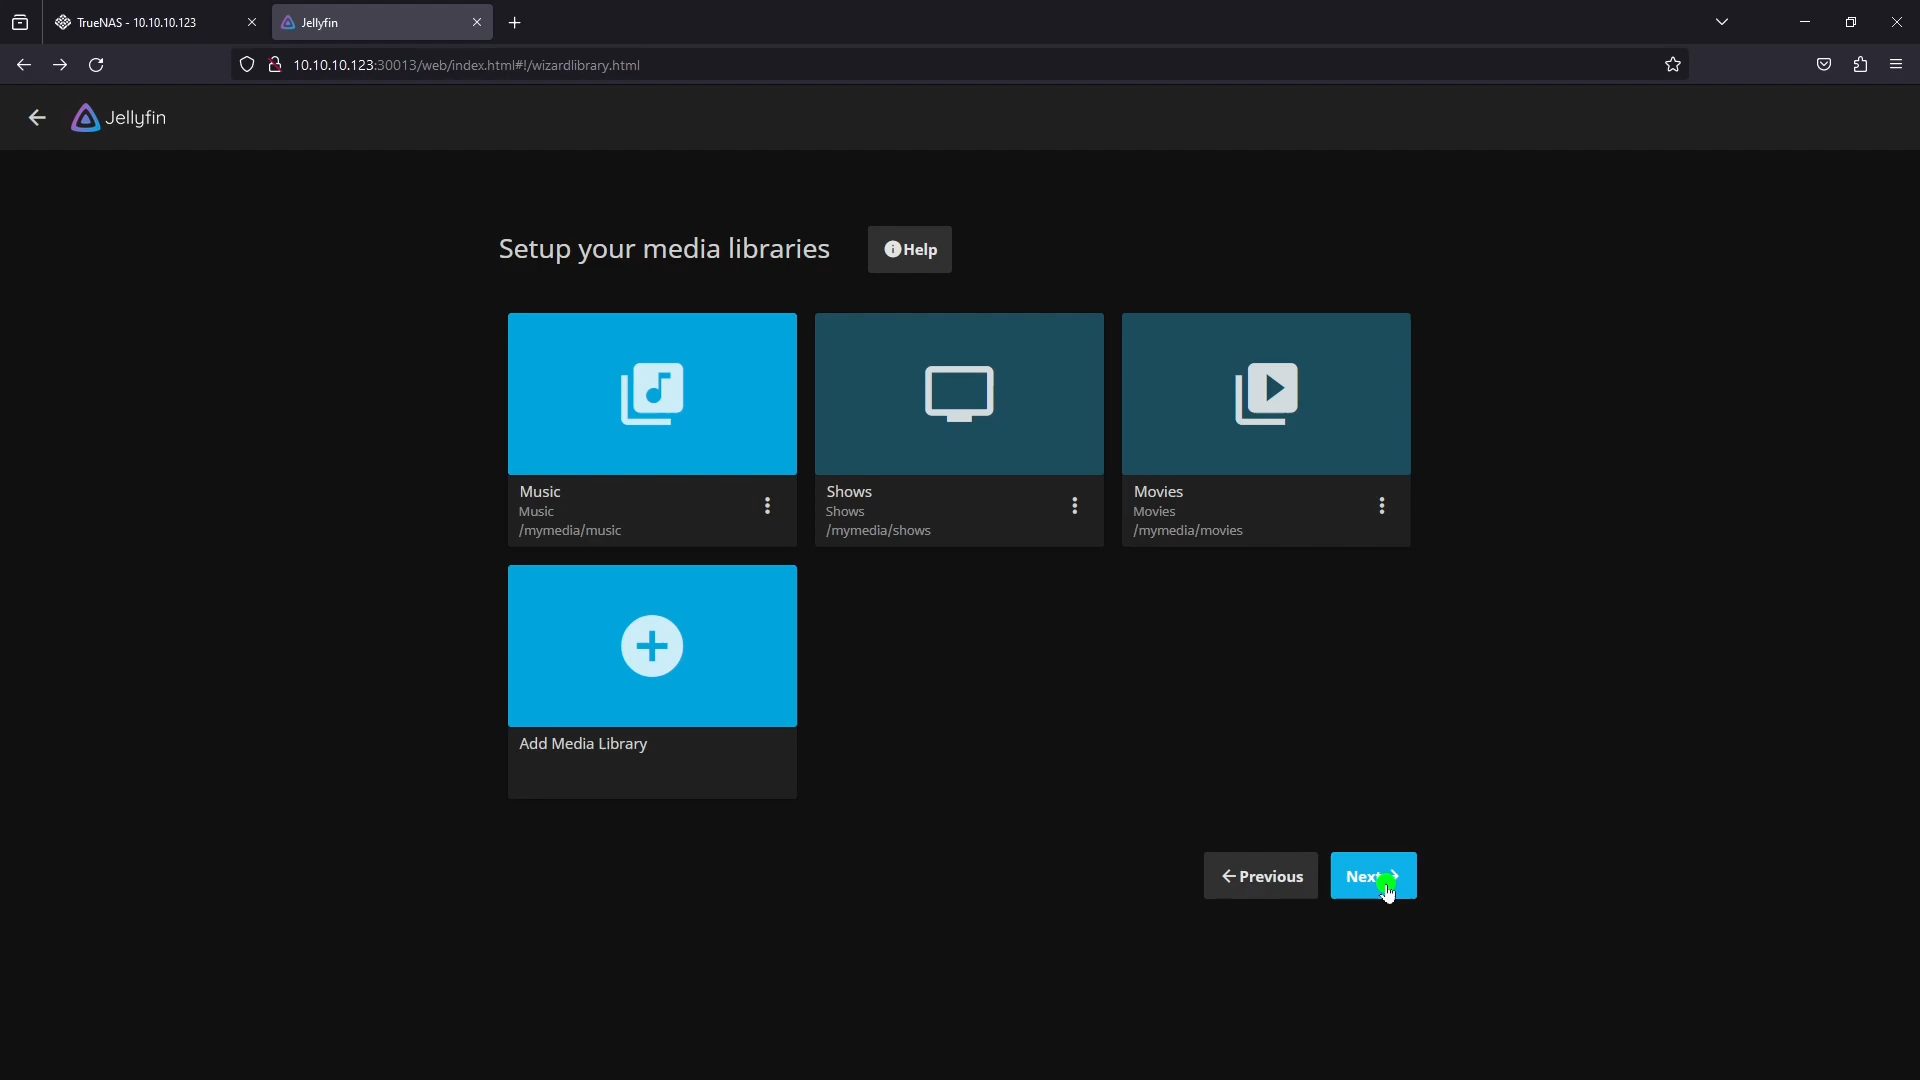 TrueNAS - 10.10.10.123
Jellyfin
10.10.10.123:30013/web/index.html#!/wizardlibrary.html
Jellyfin
Setup your media libraries
Help
Music
Music
/mymedia/music
Shows
Shows
/mymedia/shows
Movies
Movies
/mymedia/movies
Add Media Library
Previous
Next